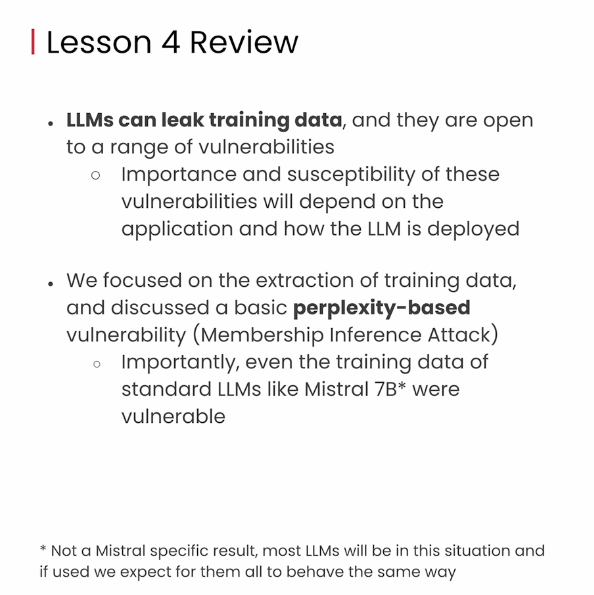 Lesson 4 Review
• LLMs can leak training data, and they are open
to a range of vulnerabilities
○ Importance and susceptibility of these
vulnerabilities will depend on the
application and how the LLM is deployed
• We focused on the extraction of training data,
and discussed a basic perplexity-based
vulnerability (Membership Inference Attack)
○ Importantly, even the training data of
standard LLMs like Mistral 7B* were
vulnerable
* Not a Mistral specific result, most LLMs will be in this situation and
if used we expect for them all to behave the same way